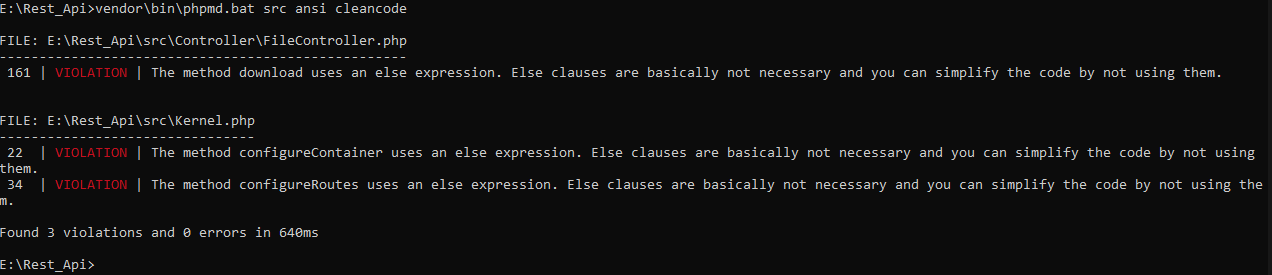 E:\Rest_Api>vendor\bin\phpmd.bat src ansi cleancode
FILE: E:\Rest_Api\src\Controller\FileController.php
---------------------------------------------------
161 | VIOLATION | The method download uses an else expression. Else clauses are basically not necessary and you can simplify the code by not using them.
FILE: E:\Rest_Api\src\Kernel.php
--------------------------------
22  | VIOLATION | The method configureContainer uses an else expression. Else clauses are basically not necessary and you can simplify the code by not using
them.
34  | VIOLATION | The method configureRoutes uses an else expression. Else clauses are basically not necessary and you can simplify the code by not using the
m.
Found 3 violations and 0 errors in 640ms
E:\Rest_Api>